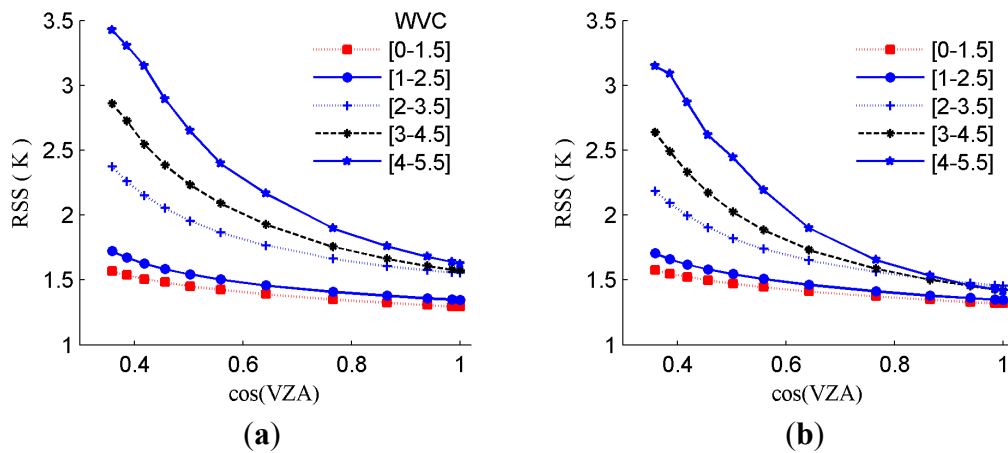 WVC
[0-1.5]
[1-2.5]
[2-3.5]
[3-4.5]
[4-5.5]
3.5
3
2.5
2
1.5
1
RSS ( K )
0.4 0.6 0.8 1
cos(VZA)
(a)
[0-1.5]
[1-2.5]
[2-3.5]
[3-4.5]
[4-5.5]
3.5
3
2.5
2
1.5
1
RSS ( K )
0.4 0.6 0.8 1
cos(VZA)
(b)